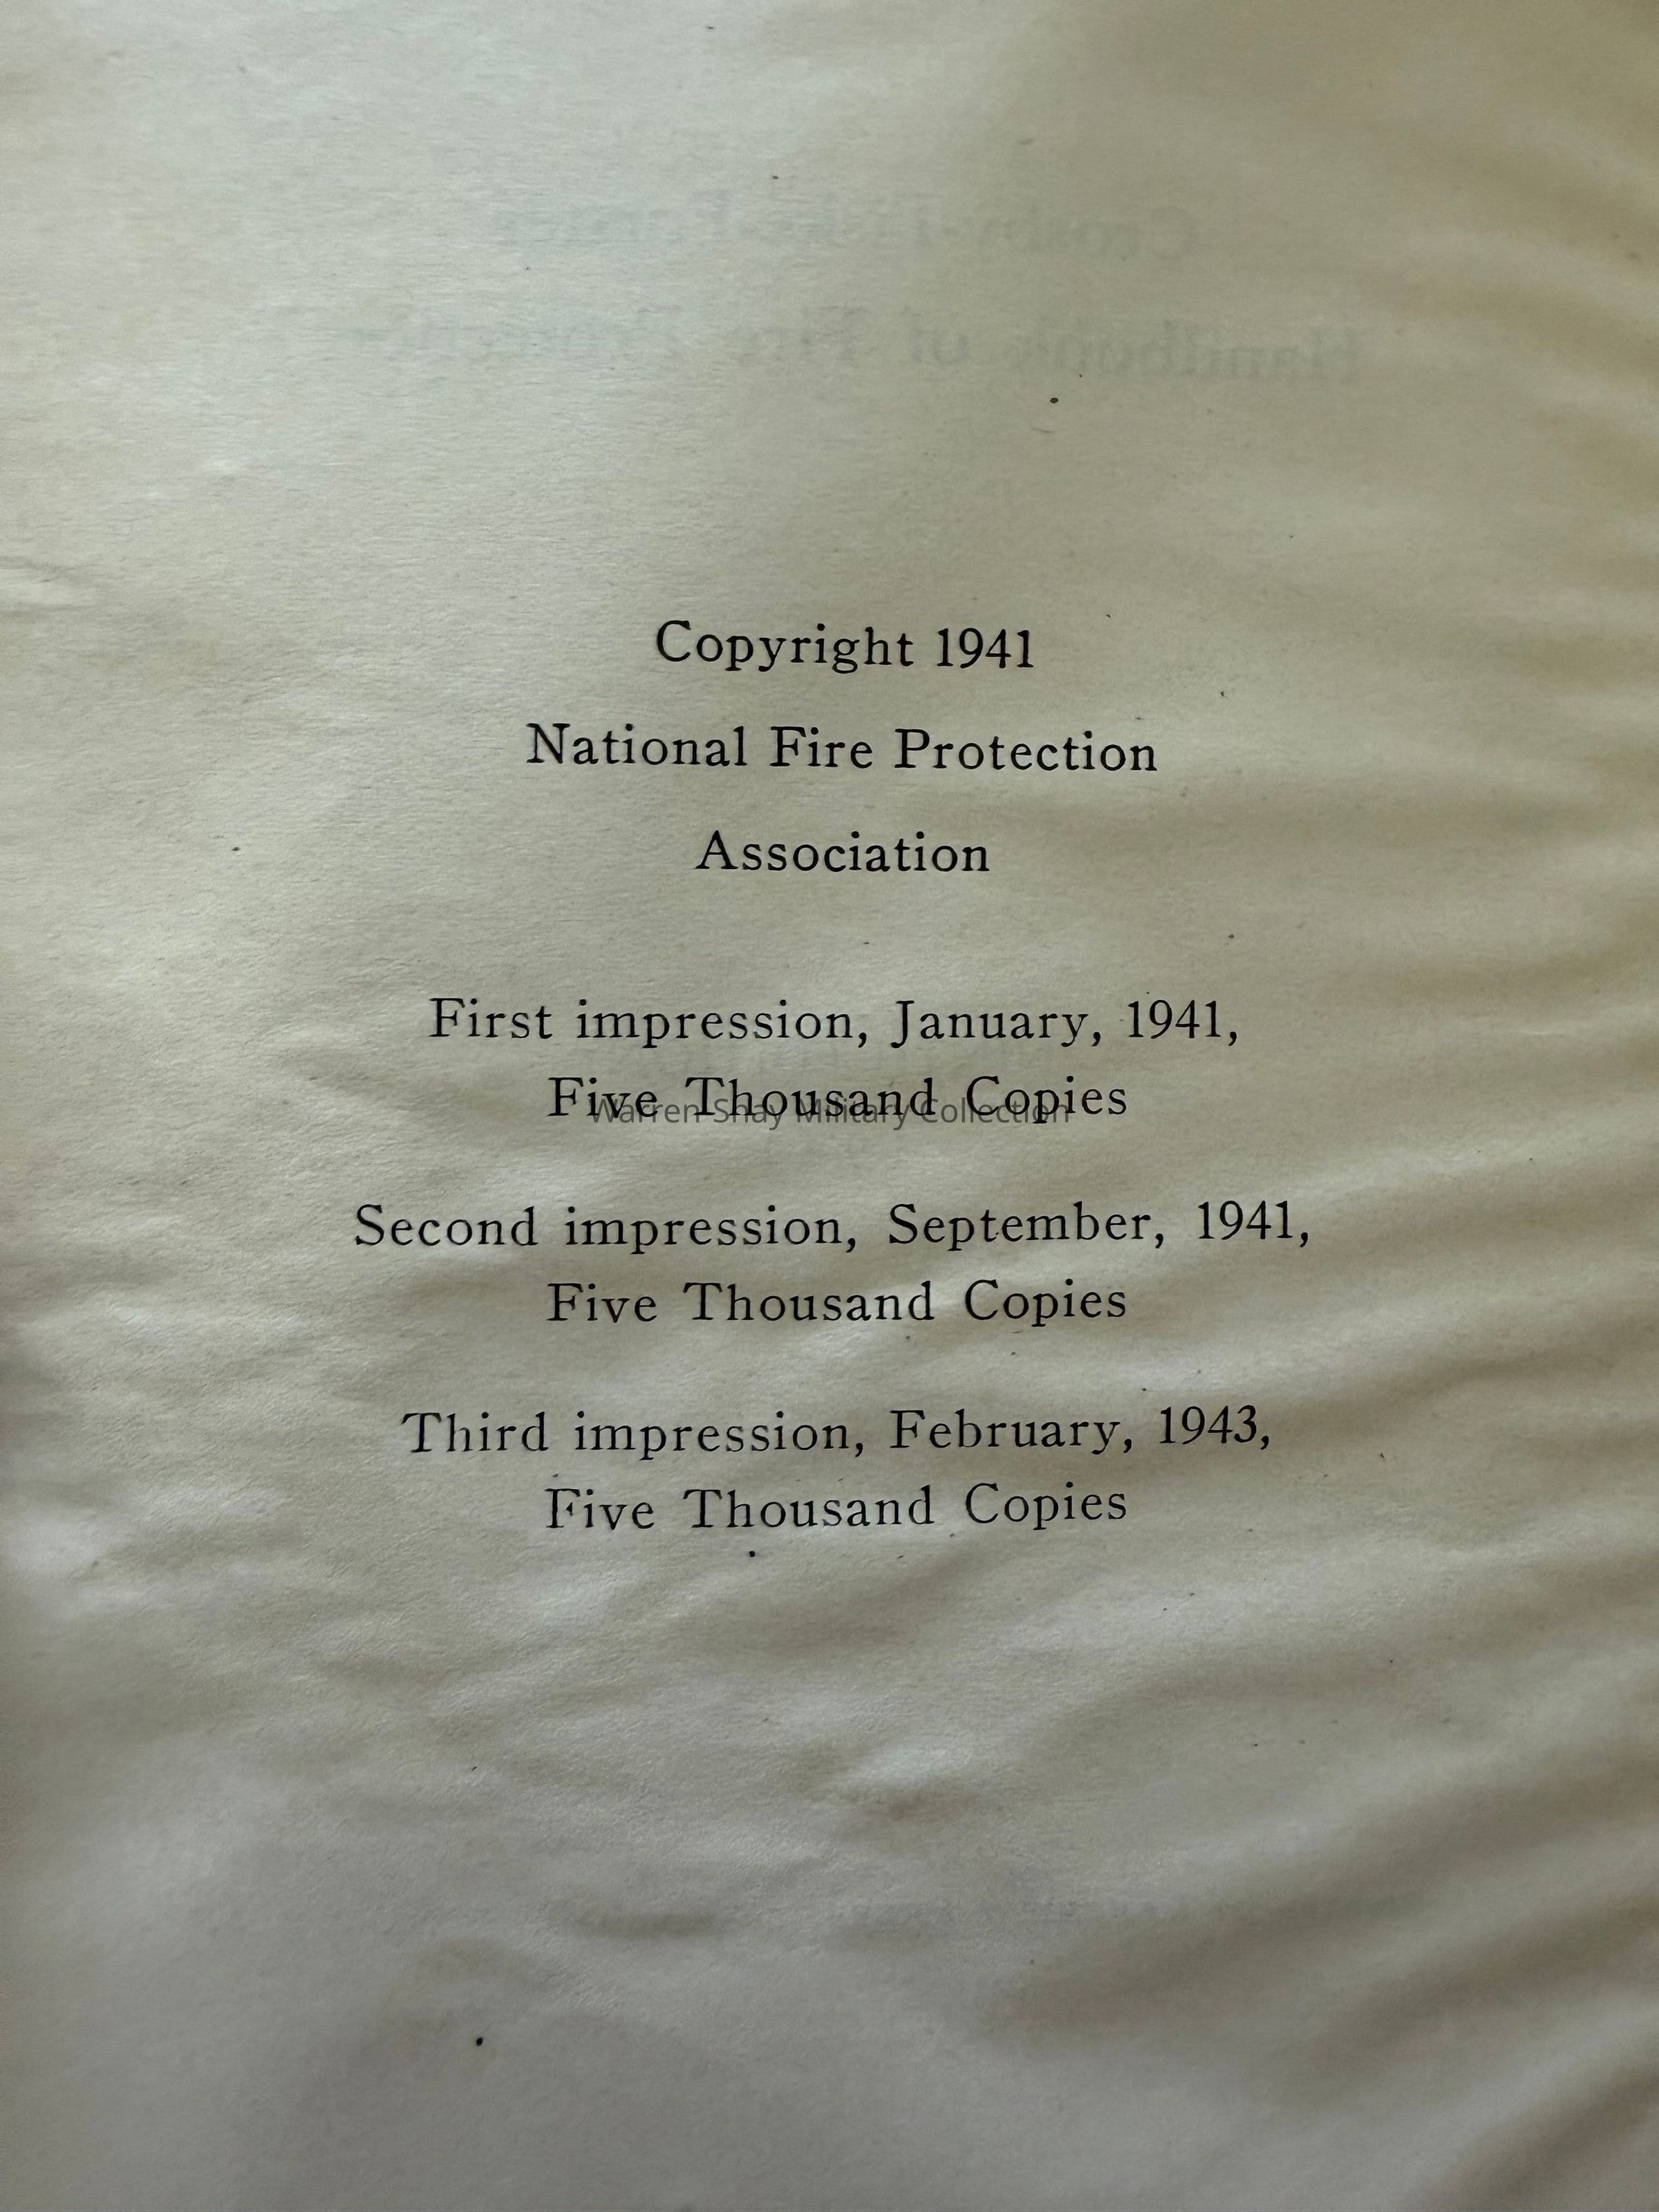 Copyright 1941
National Fire Protection
Association
First impression, January, 1941,
Five Thousand Copies
Warren Shay Military Collection
Second impression, September, 1941,
Five Thousand Copies
Third impression, February, 1943,
Five Thousand Copies